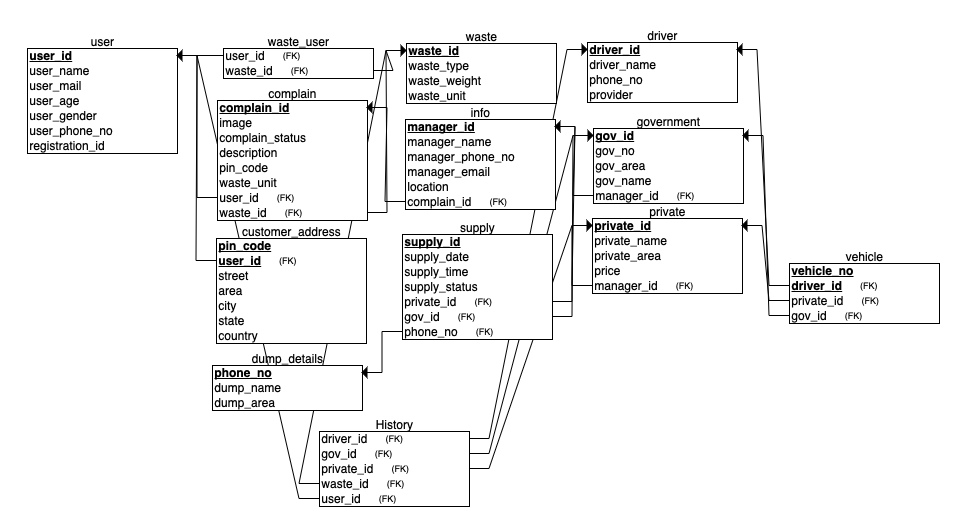 user
user_id
user_name
user_mail
user_age
user_gender
user_phone_no
registration_id
waste_user
user_id (FK)
waste_id (FK)
complain
complain_id
image
complain_status
description
pin_code
waste_unit
user_id (FK)
waste_id (FK)
customer_address
pin_code
user_id (FK)
street
area
city
state
country
dump_details
phone_no
dump_name
dump_area
History
driver_id (FK)
gov_id (FK)
private_id (FK)
waste_id (FK)
user_id (FK)
waste
waste_id
waste_type
waste_weight
waste_unit
info
manager_id
manager_name
manager_phone_no
manager_email
location
complain_id (FK)
supply
supply_id
supply_date
supply_time
supply_status
private_id (FK)
gov_id (FK)
phone_no (FK)
driver
driver_id
driver_name
phone_no
provider
government
gov_id
gov_no
gov_area
gov_name
manager_id (FK)
private
private_id
private_name
private_area
price
manager_id (FK)
vehicle
vehicle_no
driver_id (FK)
private_id (FK)
gov_id (FK)